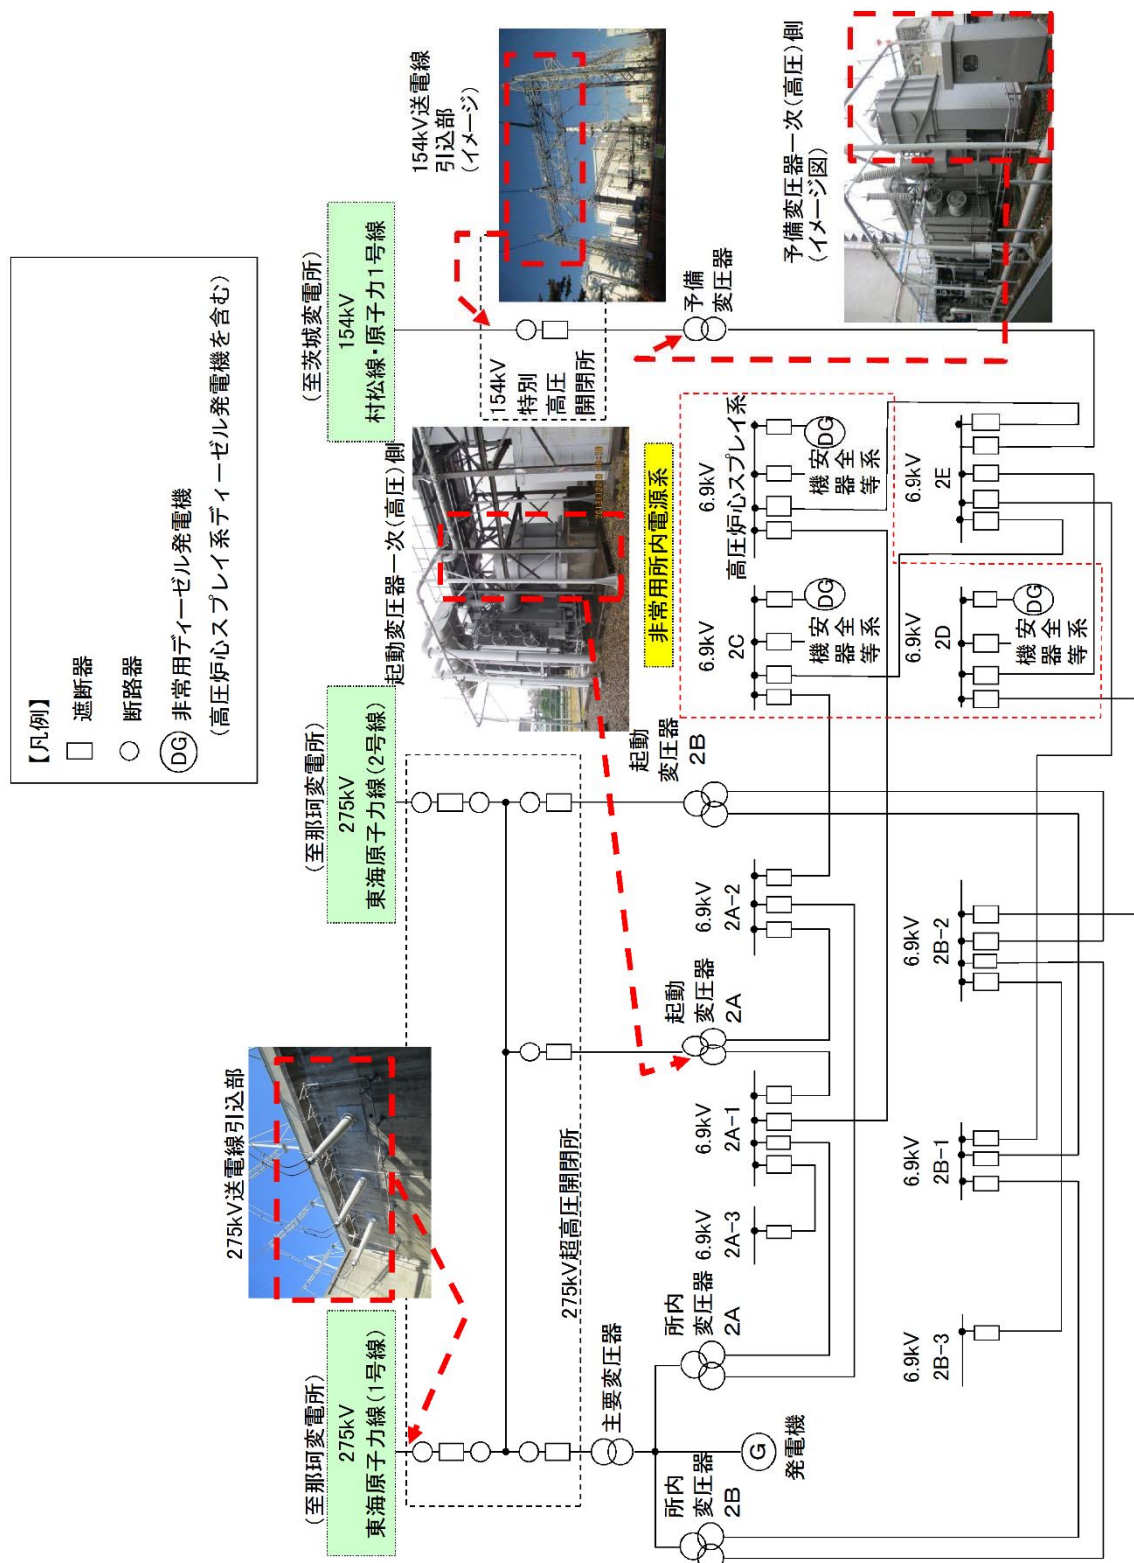 【凡例】
遮断器
断路器
DG 非常用ディーゼル発電機
(高圧炉心スプレイ系ディーゼル発電機を含む)
(至那珂変電所)
275kV
東海原子力線(1号線)
275kV送電線引込部
(至那珂変電所)
275kV
東海原子力線(2号線)
起動変圧器一次(高圧)側
(至茨城変電所)
154kV
村松線・原子力1号線
154kV送電線
引込部
(イメージ)
275kV超高圧開閉所
154kV
特別
高圧
開閉所
主要変圧器
所内
変圧器
2B
G
発電機
所内
変圧器
2A
起動
変圧器
2A
起動
変圧器
2B
非常用所内電源系
予備
変圧器
予備変圧器一次(高圧)側
(イメージ図)
6.9kV
2A-3
6.9kV
2A-1
6.9kV
2A-2
6.9kV
2C
安全系
機器等
DG
6.9kV
高圧炉心スプレイ系
安全系
機器等
DG
6.9kV
2B-3
6.9kV
2B-1
6.9kV
2B-2
6.9kV
2D
安全系
機器等
DG
6.9kV
2E